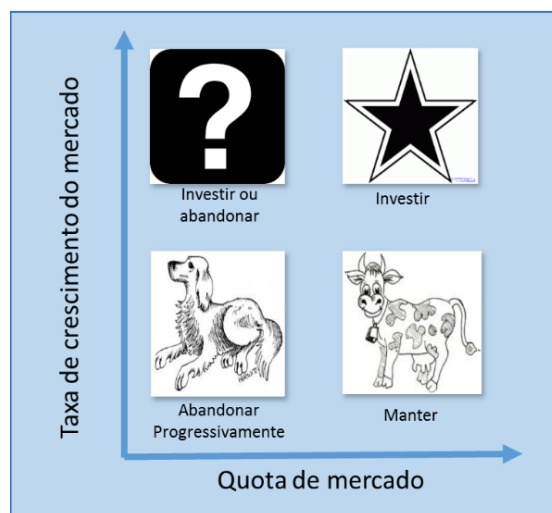 Taxa de crescimento do mercado
?
Investir ou
abandonar
Investir
Abandonar
Progressivamente
Manter
Quota de mercado